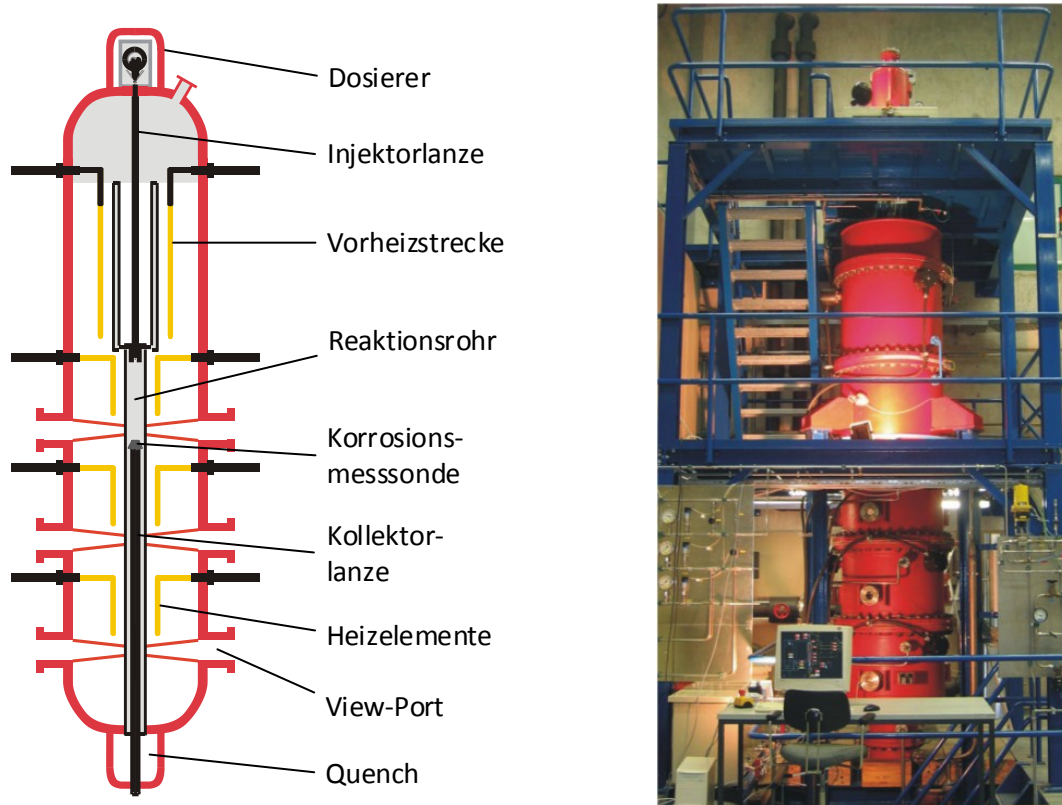 Dosierer
Injektorlanze
Vorheizstrecke
Reaktionsrohr
Korrosions-
messsonde
Kollektor-
lanze
Heizelemente
View-Port
Quench